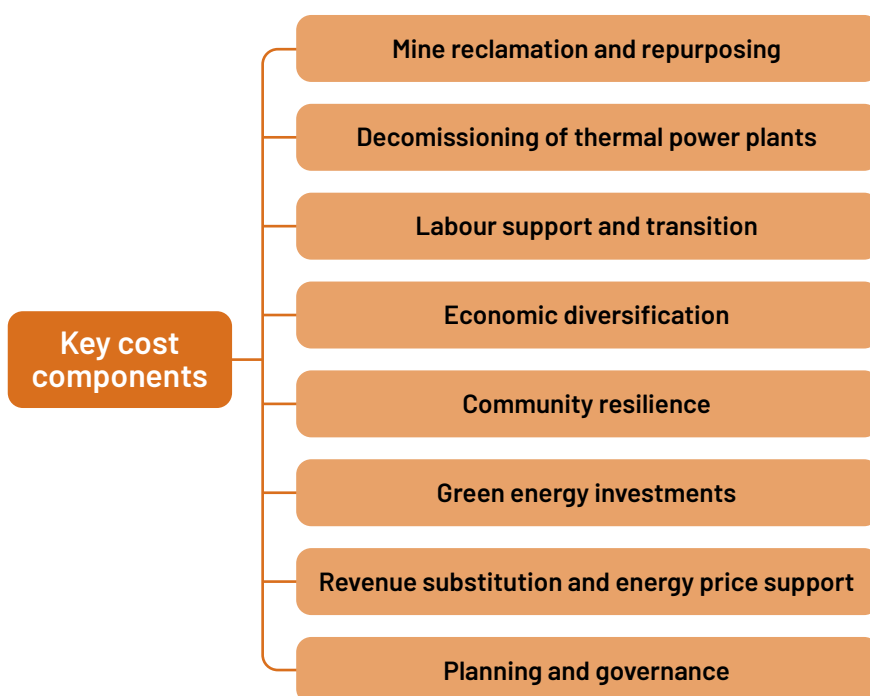 Mine reclamation and repurposing
Decomissioning of thermal power plants
Labour support and transition
Economic diversification
Key cost
components
Community resilience
Green energy investments
Revenue substitution and energy price support
Planning and governance